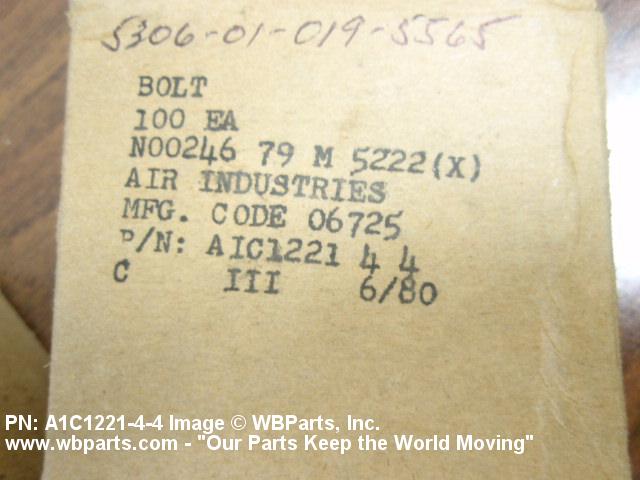 5306-01-019-5565
BOLT
100 EA
N00246 79 M 5222(X)
AIR INDUSTRIES
MFG. CODE 06725
P/N: AIC1221 4 4
C III 6/80
PN: A1C1221-4-4 Image © WBParts, Inc.
www.wbparts.com - "Our Parts Keep the World Moving"